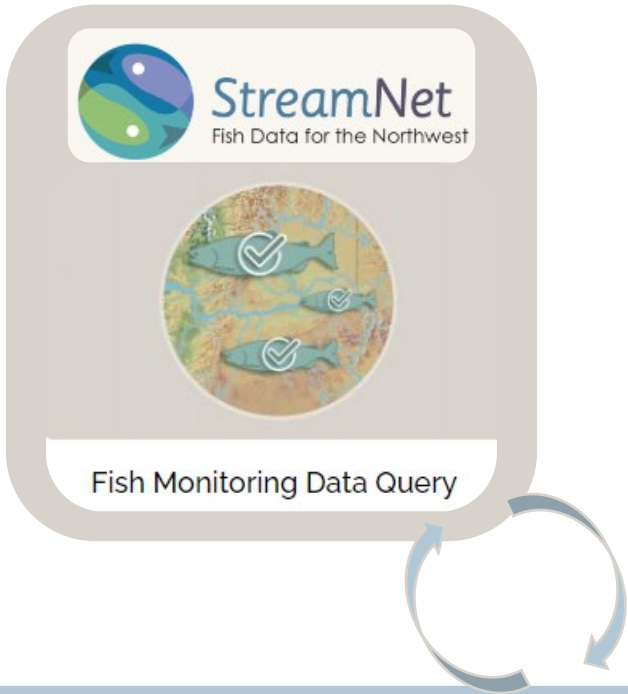 StreamNet
Fish Data for the Northwest
Fish Monitoring Data Query